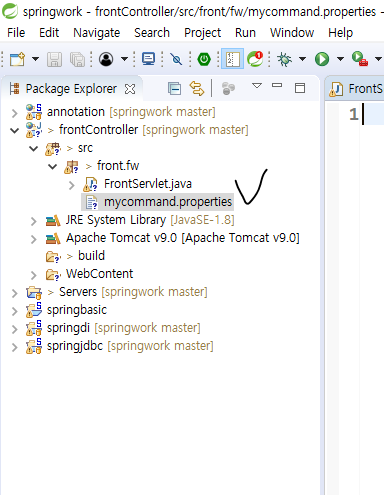 springwork - frontController/src/front/fw/mycommand.properties -
File Edit Navigate Search Project Run Window Help
Package Explorer
FrontS
annotation [springwork master]
> frontController [springwork master]
> src
> front.fw
FrontServlet.java
mycommand.properties
JRE System Library [JavaSE-1.8]
Apache Tomcat v9.0 [Apache Tomcat v9.0]
> build
WebContent
> Servers [springwork master]
springbasic
springdi [springwork master]
springjdbc [springwork master]
1